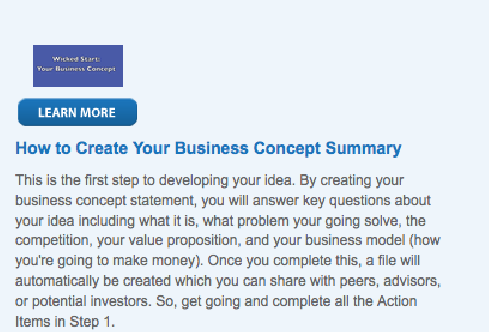 Wicked Start:
Your Business Concept
LEARN MORE
How to Create Your Business Concept Summary
This is the first step to developing your idea. By creating your
business concept statement, you will answer key questions about
your idea including what it is, what problem your going solve, the
competition, your value proposition, and your business model (how
you're going to make money). Once you complete this, a file will
automatically be created which you can share with peers, advisors,
or potential investors. So, get going and complete all the Action
Items in Step 1.